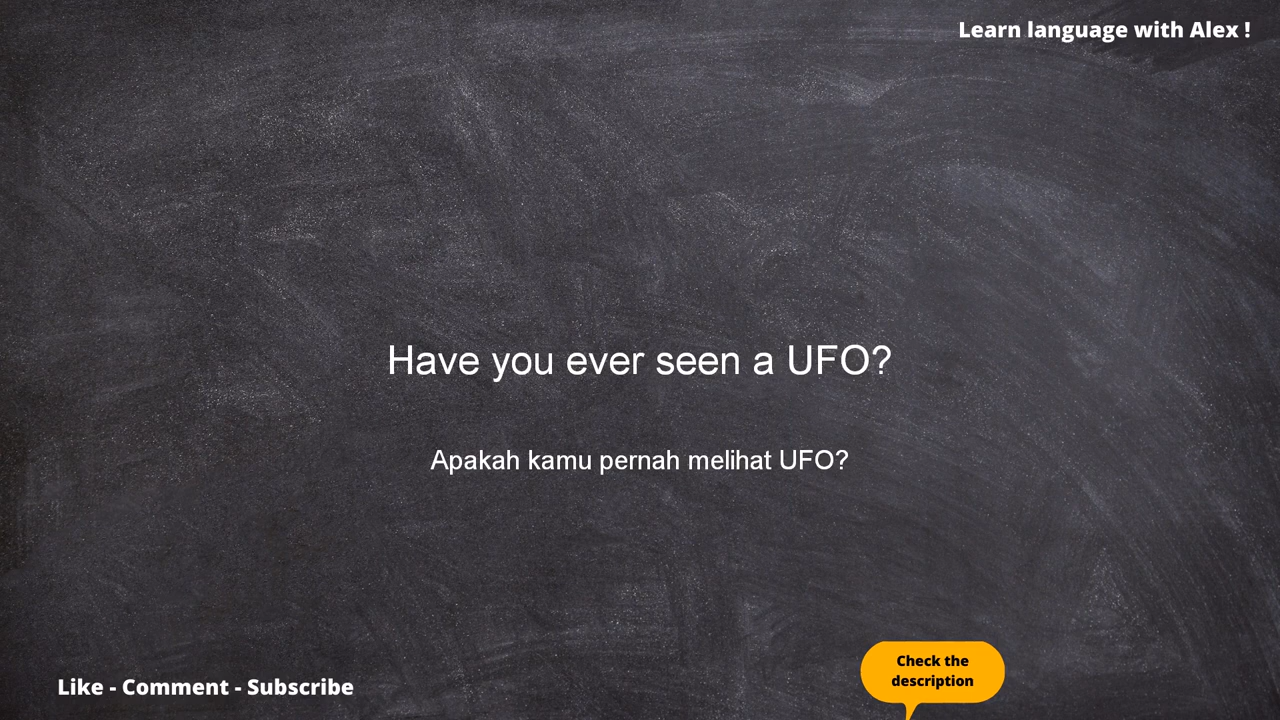 Learn language with Alex !
Have you ever seen a UFO?
Apakah kamu pernah melihat UFO?
Like - Comment - Subscribe
Check the
description